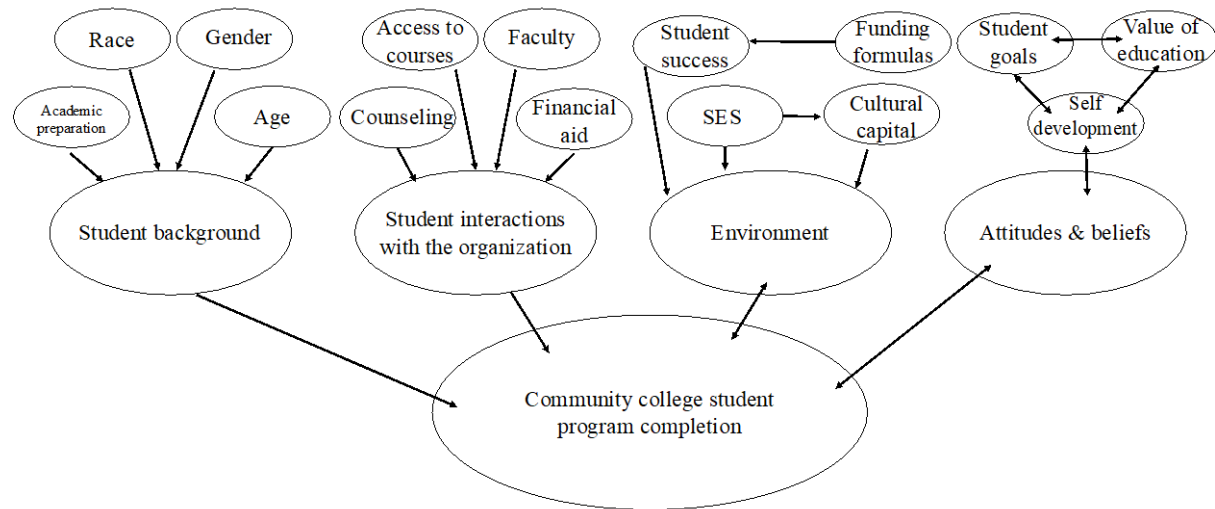 Race
Gender
Academic
preparation
Age
Access to
courses
Faculty
Counseling
Financial
aid
Student
success
Funding
formulas
SES
Cultural
capital
Student
goals
Value of
education
Self
development
Student background
Student interactions
with the organization
Environment
Attitudes & beliefs
Community college student
program completion